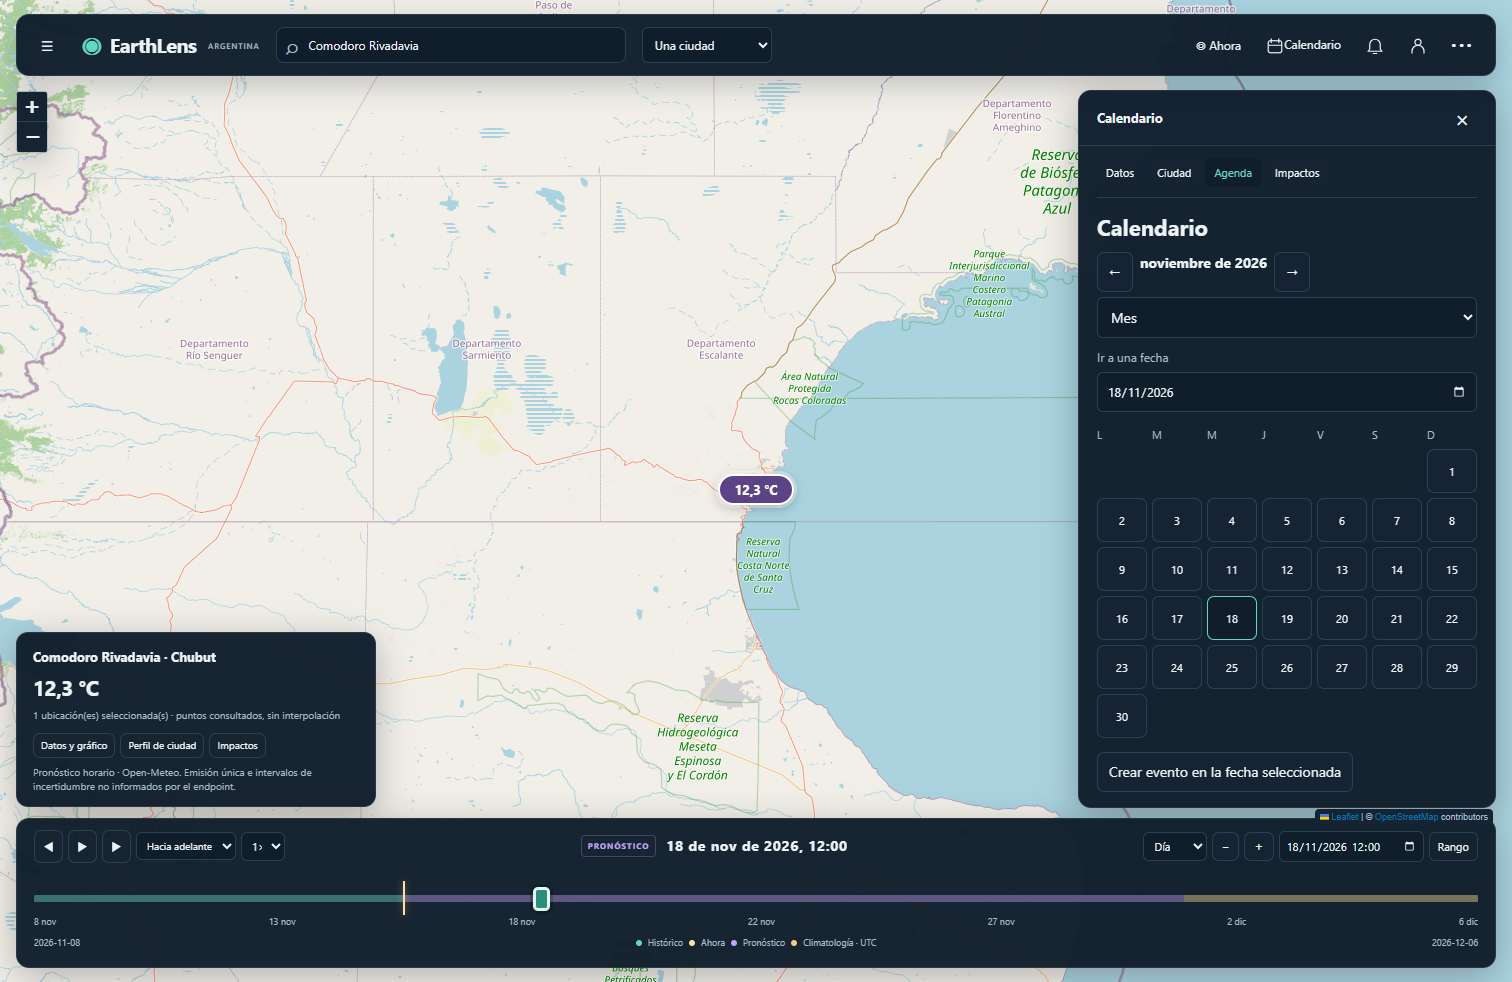 Paso de
Departamento
☰ EarthLens ARGENTINA
Comodoro Rivadavia
Una ciudad
Ahora
Calendario
+
−
Departamento
Florentino
Ameghino
Reserva
de Biósfe
Patagon
Azul
Parque
Interjurisdiccional
Marino
Costero
Patagonia
Austral
Departamento
Río Senguer
Departamento
Sarmiento
Departamento
Escalante
Área Natural
Protegida
Rocas Coloradas
12,3 °C
Reserva
Natural
Costa Norte
de Santa
Cruz
Reserva
Hidrogeológica
Meseta
Espinosa
y El Cordón
Calendario
Datos Ciudad Agenda Impactos
Calendario
← noviembre de 2026 →
Mes
Ir a una fecha
18/11/2026
L M M J V S D
1
2 3 4 5 6 7 8
9 10 11 12 13 14 15
16 17 18 19 20 21 22
23 24 25 26 27 28 29
30
Crear evento en la fecha seleccionada
Comodoro Rivadavia · Chubut
12,3 °C
1 ubicación(es) seleccionada(s) · puntos consultados, sin interpolación
Datos y gráfico Perfil de ciudad Impactos
Pronóstico horario · Open-Meteo. Emisión única e intervalos de
incertidumbre no informados por el endpoint.
Leaflet | © OpenStreetMap contributors
Hacia adelante
PRONÓSTICO 18 de nov de 2026, 12:00
Día − + 18/11/2026 12:00 Rango
8 nov 13 nov 18 nov 22 nov 27 nov 2 dic 6 dic
2026-11-08 Histórico Ahora Pronóstico Climatología · UTC 2026-12-06
Petrificados